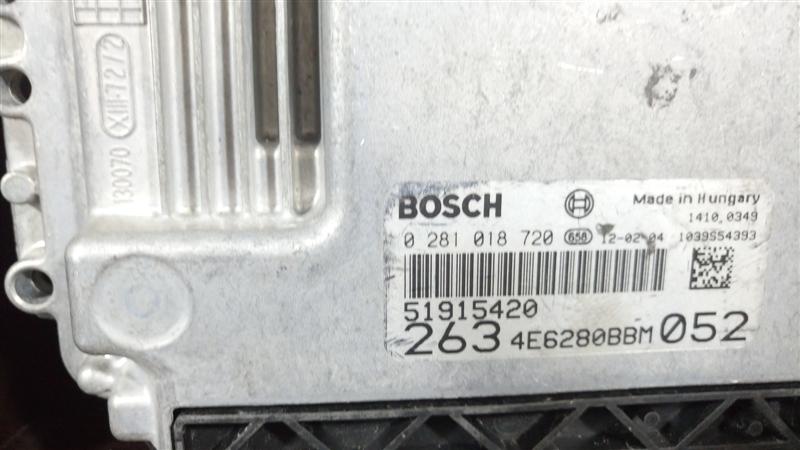 130070 XIII-72/2
BOSCH
Made in Hungary
1410,0349
0 281 018 720 658 12-02-04 1039S54393
51915420
263 4E6280BBM 052